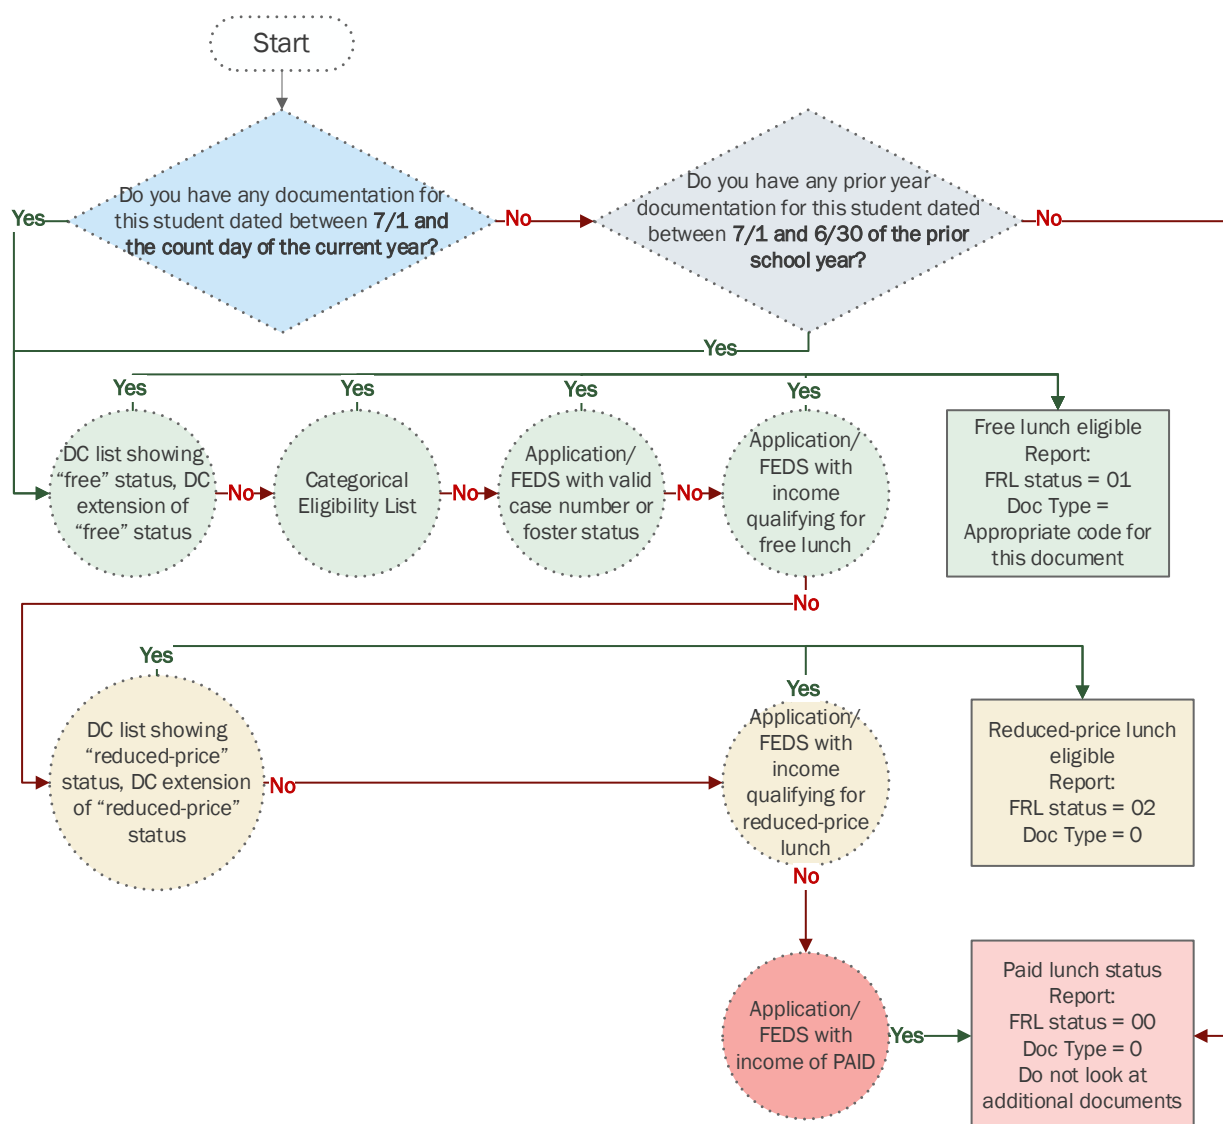 Start
Do you have any documentation for
this student dated between 7/1 and
the count day of the current year?
Yes
No
Do you have any prior year
documentation for this student dated
between 7/1 and 6/30 of the prior
school year?
No
Yes
Yes
Yes
Yes
Yes
DC list showing
“free” status, DC
extension of
“free” status
No
Categorical
Eligibility List
No
Application/
FEDS with valid
case number or
foster status
No
Application/
FEDS with
income
qualifying for
free lunch
Free lunch eligible
Report:
FRL status = 01
Doc Type =
Appropriate code for
this document
No
Yes
Yes
DC list showing
“reduced-price”
status, DC extension
of “reduced-price”
status
No
Application/
FEDS with
income
qualifying for
reduced-price
lunch
Reduced-price lunch
eligible
Report:
FRL status = 02
Doc Type = 0
No
Application/
FEDS with
income of PAID
Yes
Paid lunch status
Report:
FRL status = 00
Doc Type = 0
Do not look at
additional documents